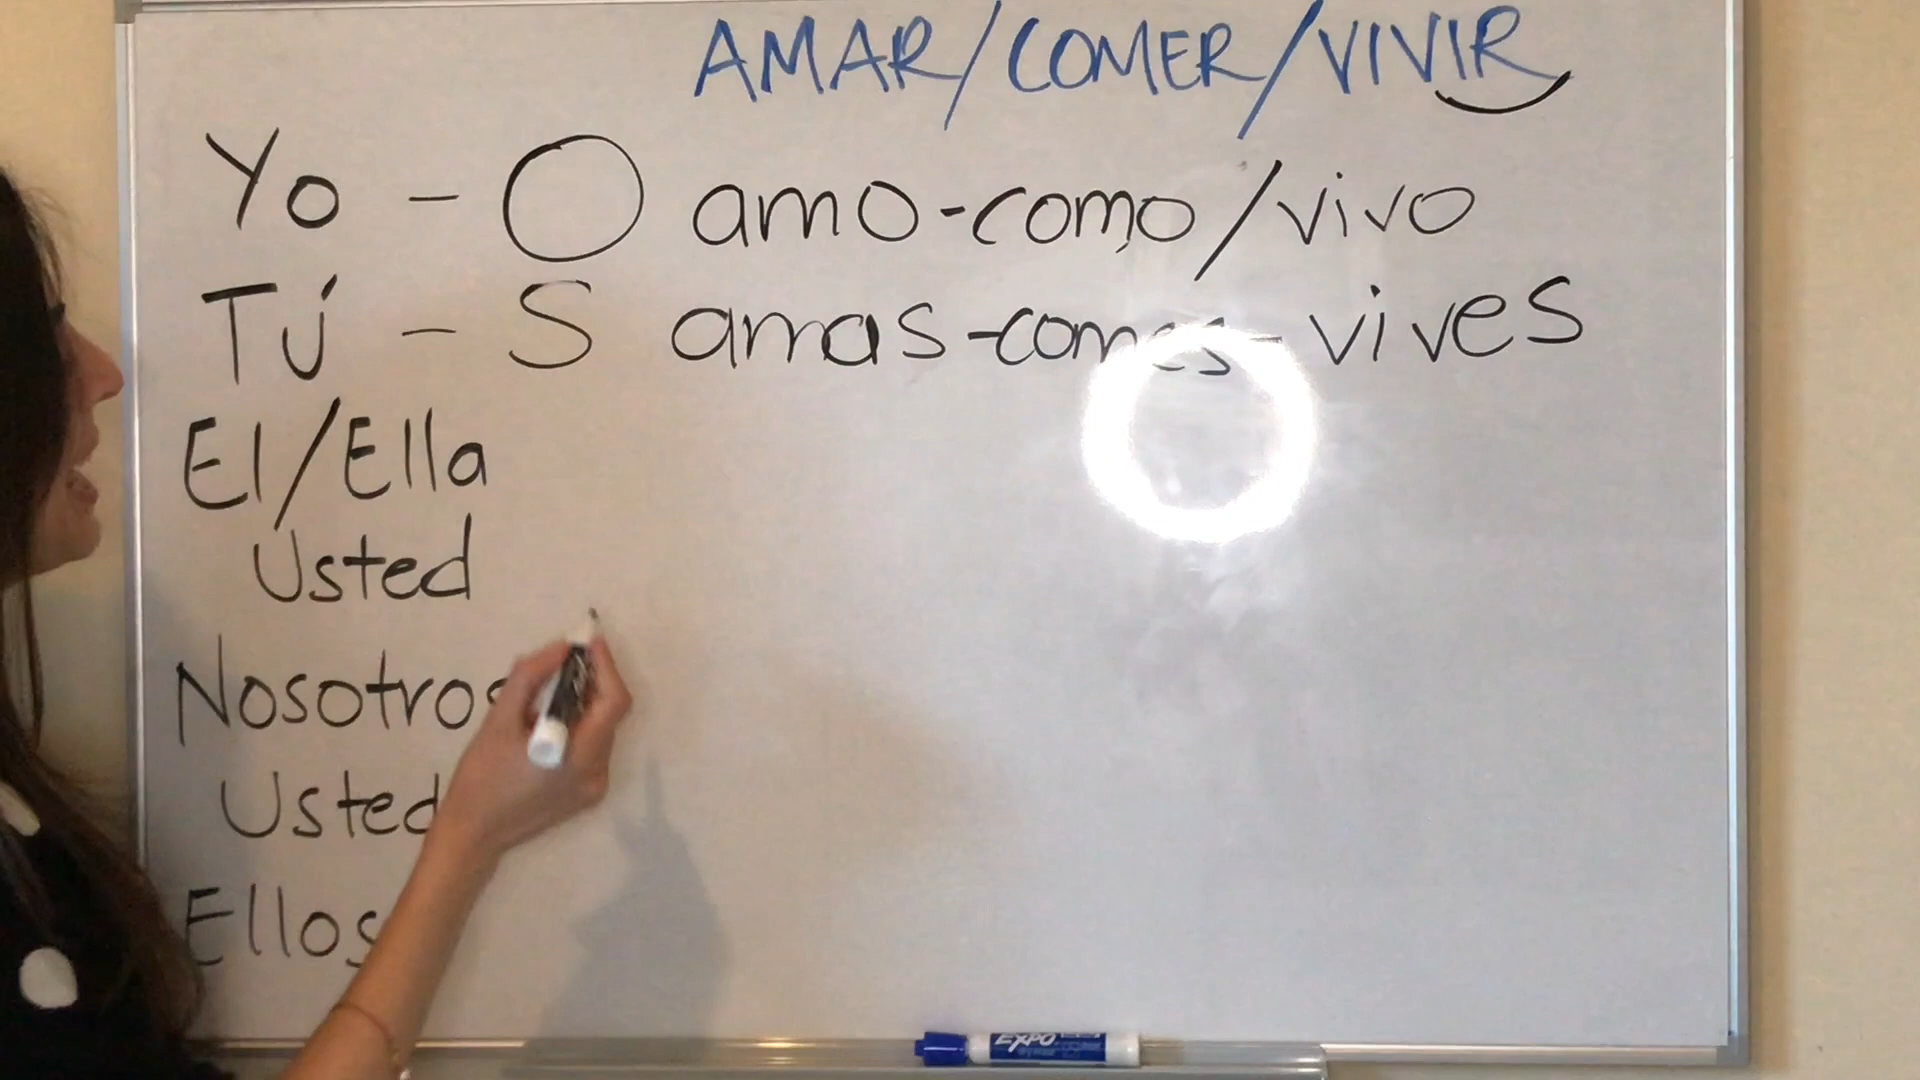 AMAR/COMER/VIVIR
Yo - O amo-como/vivo
Tú - S amas-comes-vives
El/Ella
Usted
Nosotros
Usted
Ellos
EXPO